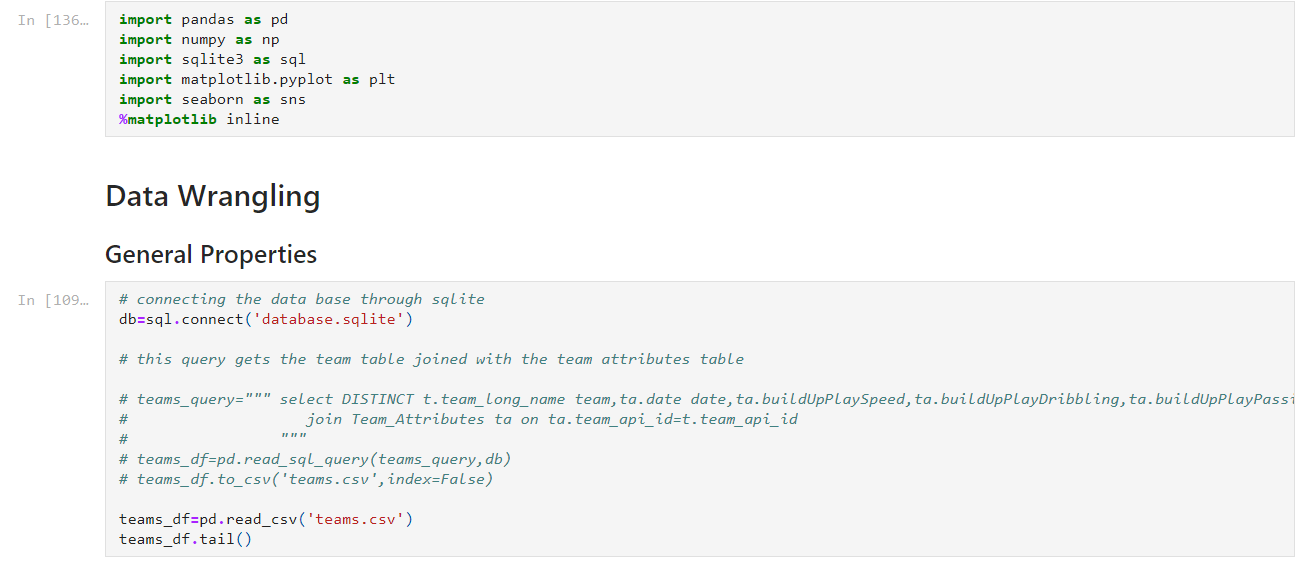 In [136…
import pandas as pd
import numpy as np
import sqlite3 as sql
import matplotlib.pyplot as plt
import seaborn as sns
%matplotlib inline
Data Wrangling
General Properties
In [109…
# connecting the data base through sqlite
db=sql.connect('database.sqlite')
# this query gets the team table joined with the team attributes table
# teams_query=""" select DISTINCT t.team_long_name team,ta.date date,ta.buildUpPlaySpeed,ta.buildUpPlayDribbling,ta.buildUpPlayPassi
#                    join Team_Attributes ta on ta.team_api_id=t.team_api_id
#                 """
# teams_df=pd.read_sql_query(teams_query,db)
# teams_df.to_csv('teams.csv',index=False)
teams_df=pd.read_csv('teams.csv')
teams_df.tail()